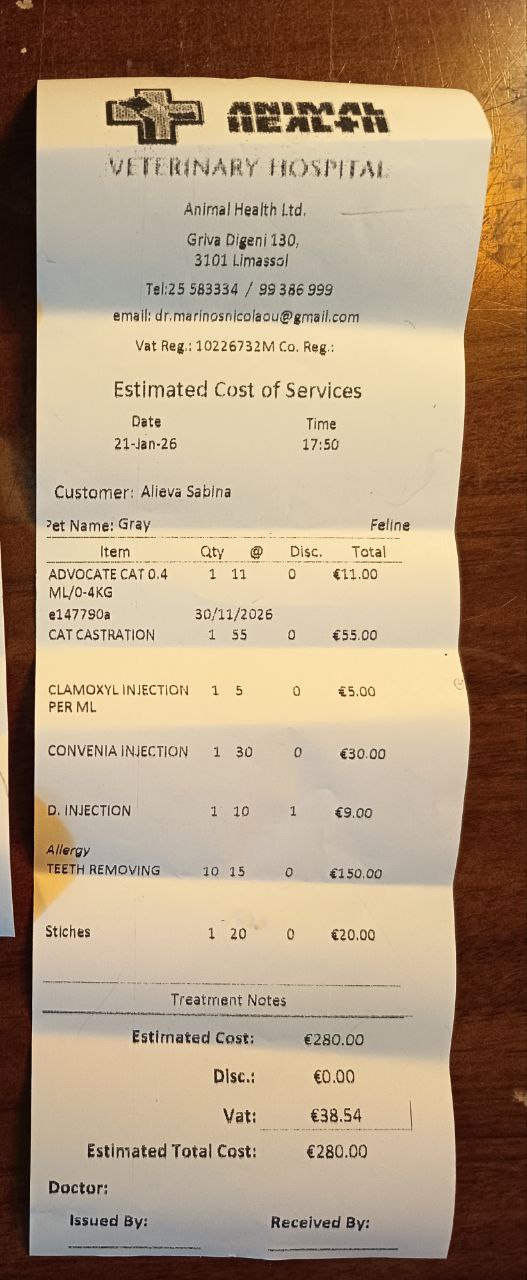 ANIMAL
HEALTH
VETERINARY HOSPITAL
Animal Health Ltd.
Griva Digeni 130,
3101 Limassol
Tel:25 583334 / 99 386 999
email: dr.marinosnicolaou@gmail.com
Vat Reg.: 10226732M Co. Reg.:
Estimated Cost of Services
Date Time
21-Jan-26 17:50
Customer: Alieva Sabina
Pet Name: Gray Feline
Item Qty @ Disc. Total
ADVOCATE CAT 0.4 1 11 0 €11.00
ML/0-4KG
e147790a 30/11/2026
CAT CASTRATION 1 55 0 €55.00
CLAMOXYL INJECTION 1 5 0 €5.00
PER ML
CONVENIA INJECTION 1 30 0 €30.00
D. INJECTION 1 10 1 €9.00
Allergy
TEETH REMOVING 10 15 0 €150.00
Stiches 1 20 0 €20.00
Treatment Notes
Estimated Cost: €280.00
Disc.: €0.00
Vat: €38.54
Estimated Total Cost: €280.00
Doctor:
Issued By: Received By: